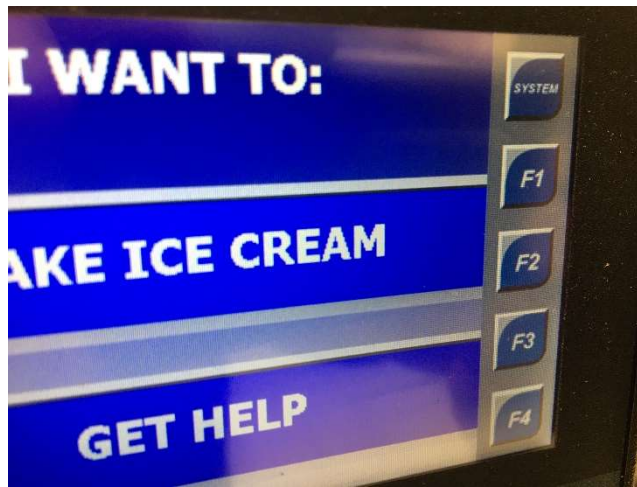 I WANT TO:
SYSTEM
F1
AKE ICE CREAM
F2
F3
GET HELP
F4